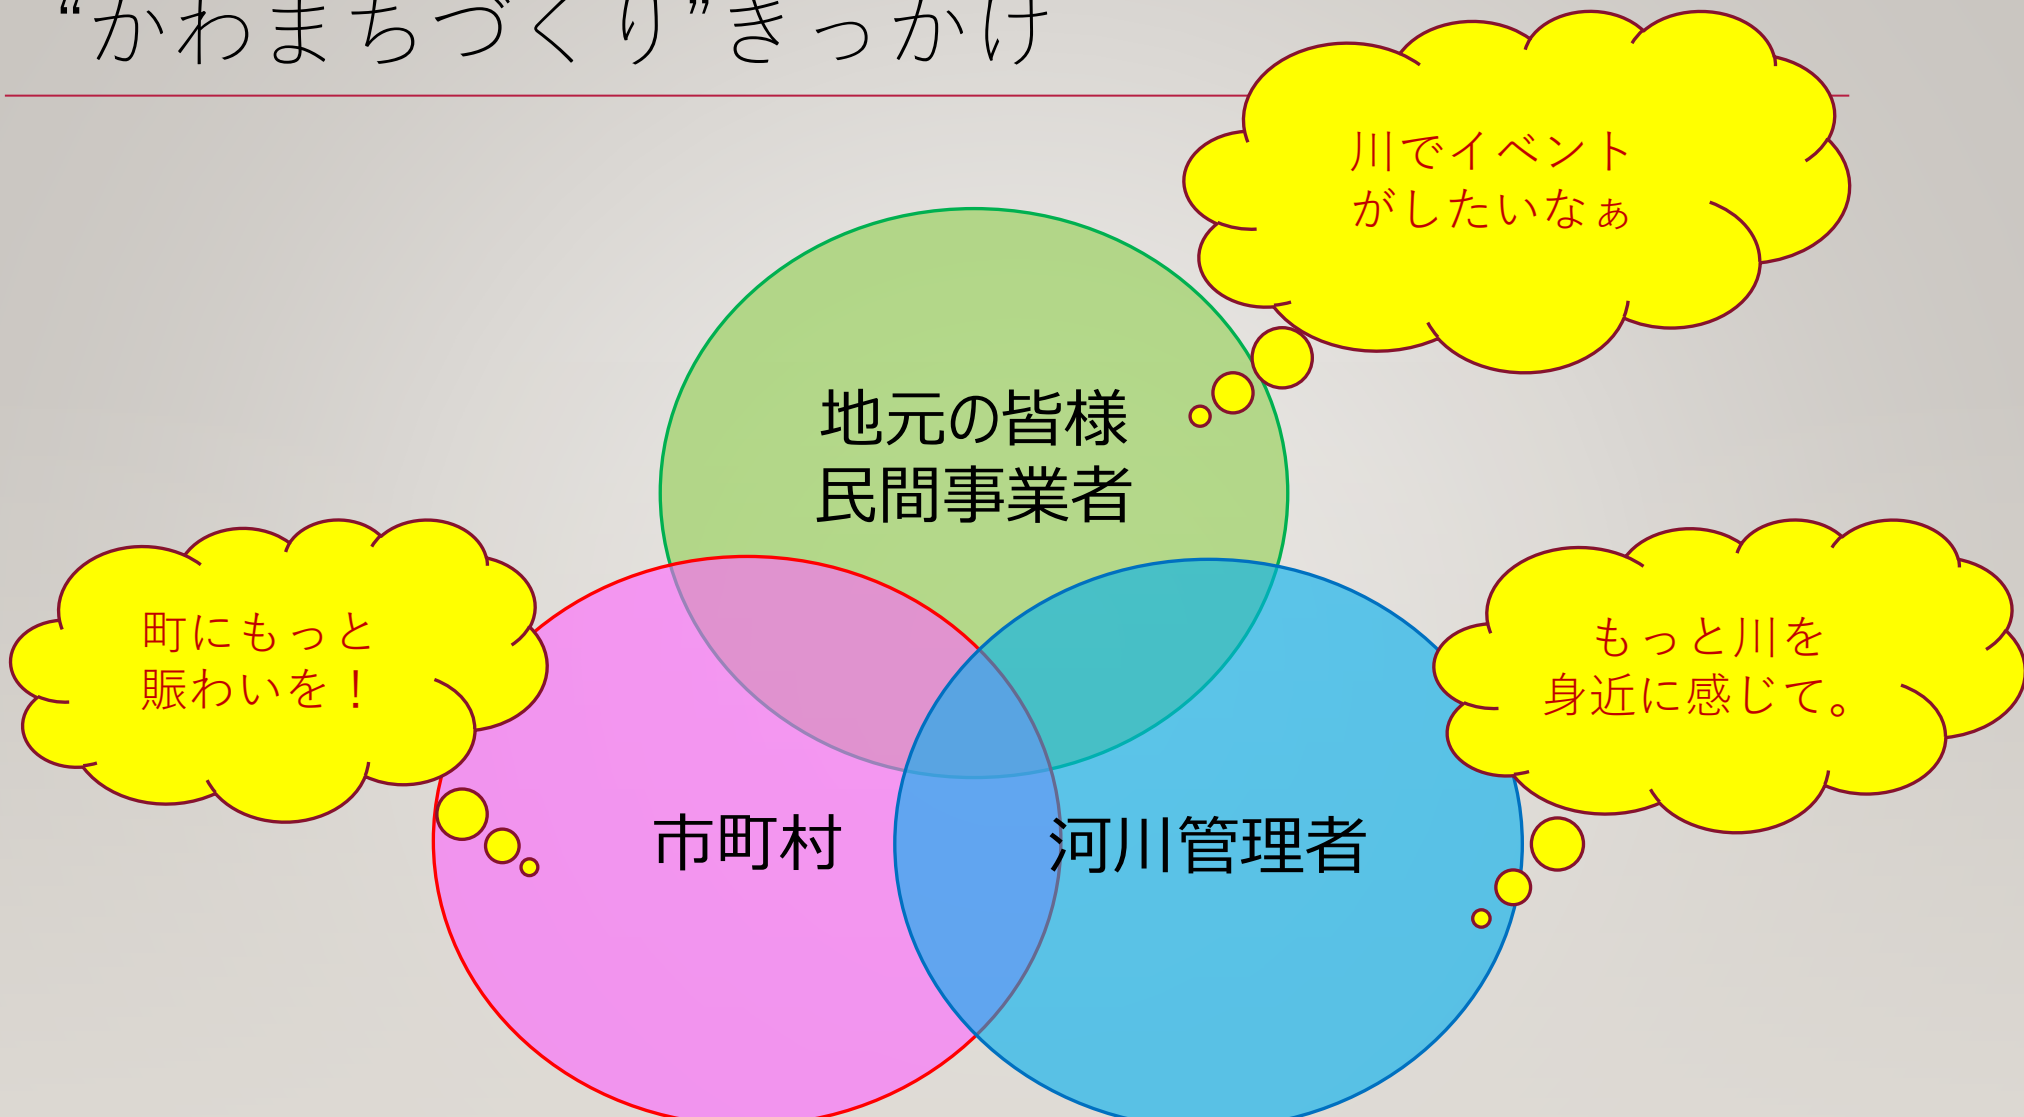 “かわまちづくり”きっかけ
川でイベント
がしたいなぁ
地元の皆様
民間事業者
町にもっと
賑わいを！
もっと川を
身近に感じて。
市町村
河川管理者